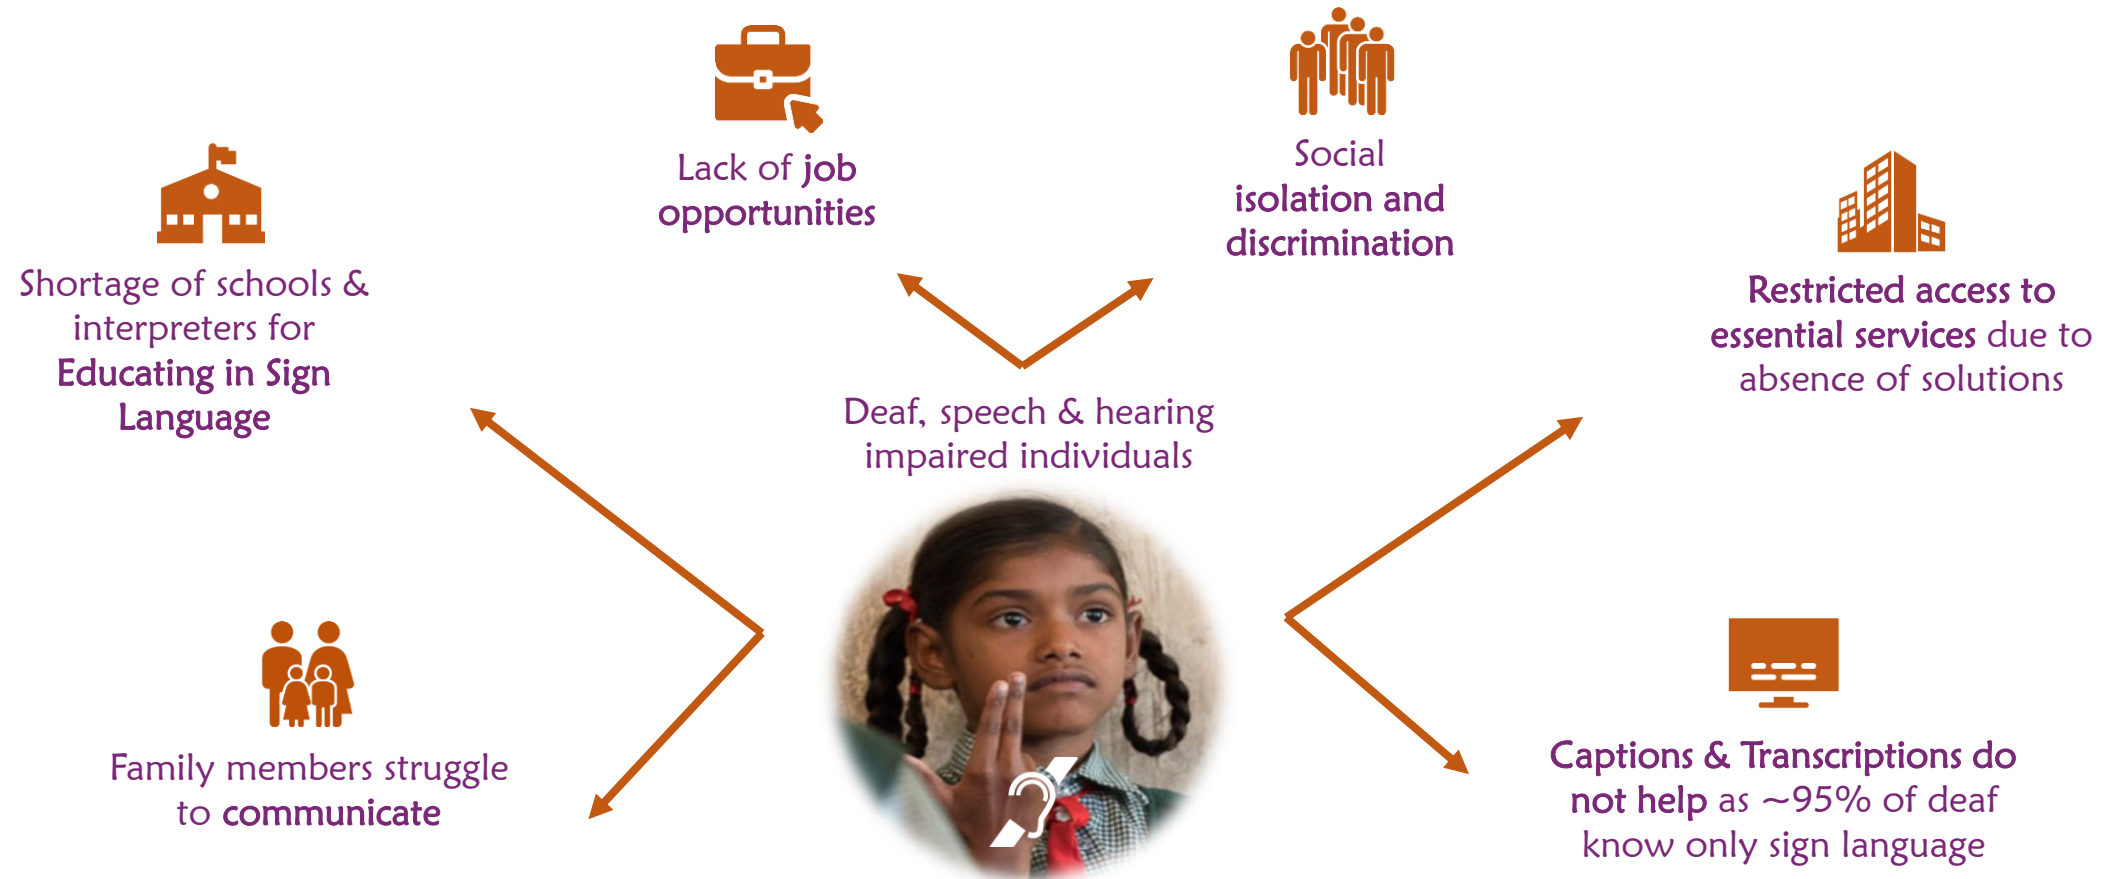 Lack of job
opportunities
Social
isolation and
discrimination
Shortage of schools &
interpreters for
Educating in Sign
Language
Restricted access to
essential services due to
absence of solutions
Deaf, speech & hearing
impaired individuals
Family members struggle
to communicate
Captions & Transcriptions do
not help as ~95% of deaf
know only sign language